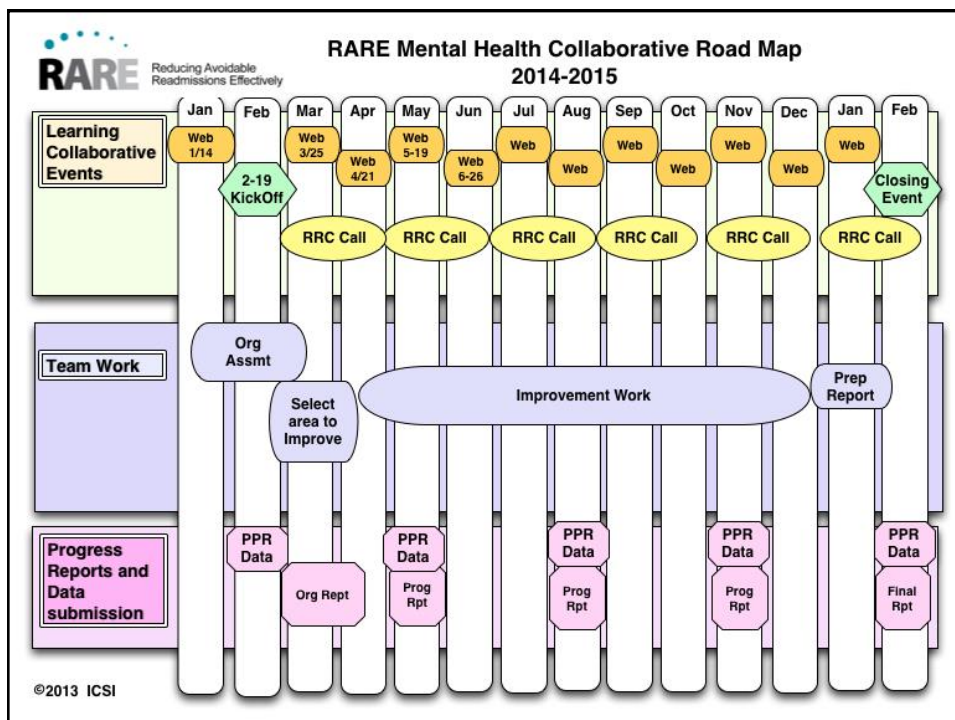 RARE
Reducing Avoidable
Readmissions Effectively
RARE Mental Health Collaborative Road Map
2014-2015
Jan Feb Mar Apr May Jun Jul Aug Sep Oct Nov Dec Jan Feb
Learning
Collaborative
Events
Web
1/14
2-19
KickOff
Web
3/25
Web
4/21
Web
5-19
Web
6-26
Web
Web
Web
Web
Web
Web
Web
Closing
Event
RRC Call
RRC Call
RRC Call
RRC Call
RRC Call
RRC Call
Team Work
Org
Assmt
Select
area to
Improve
Improvement Work
Prep
Report
Progress
Reports and
Data
submission
PPR
Data
Org Rept
PPR
Data
Prog
Rpt
PPR
Data
Prog
Rpt
PPR
Data
Prog
Rpt
PPR
Data
Final
Rpt
©2013 ICSI